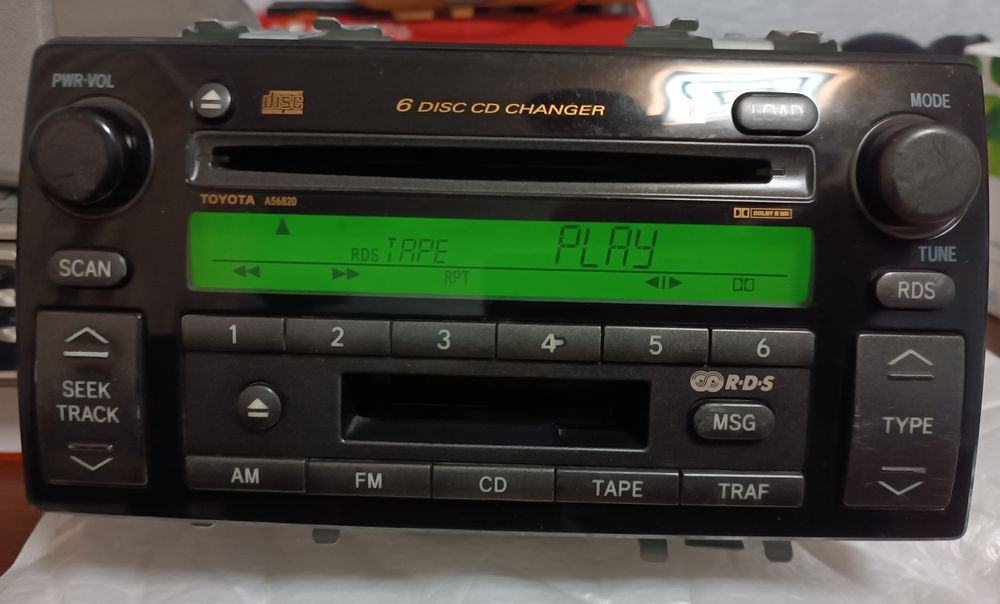 PWR·VOL
disc
6 DISC CD CHANGER
LOAD
MODE
TOYOTA A56820
DOLBY B NR
RDS TAPE PLAY
RPT
SCAN
TUNE
RDS
1 2 3 4 5 6
SEEK
TRACK
R·D·S
MSG
TYPE
AM FM CD TAPE TRAF